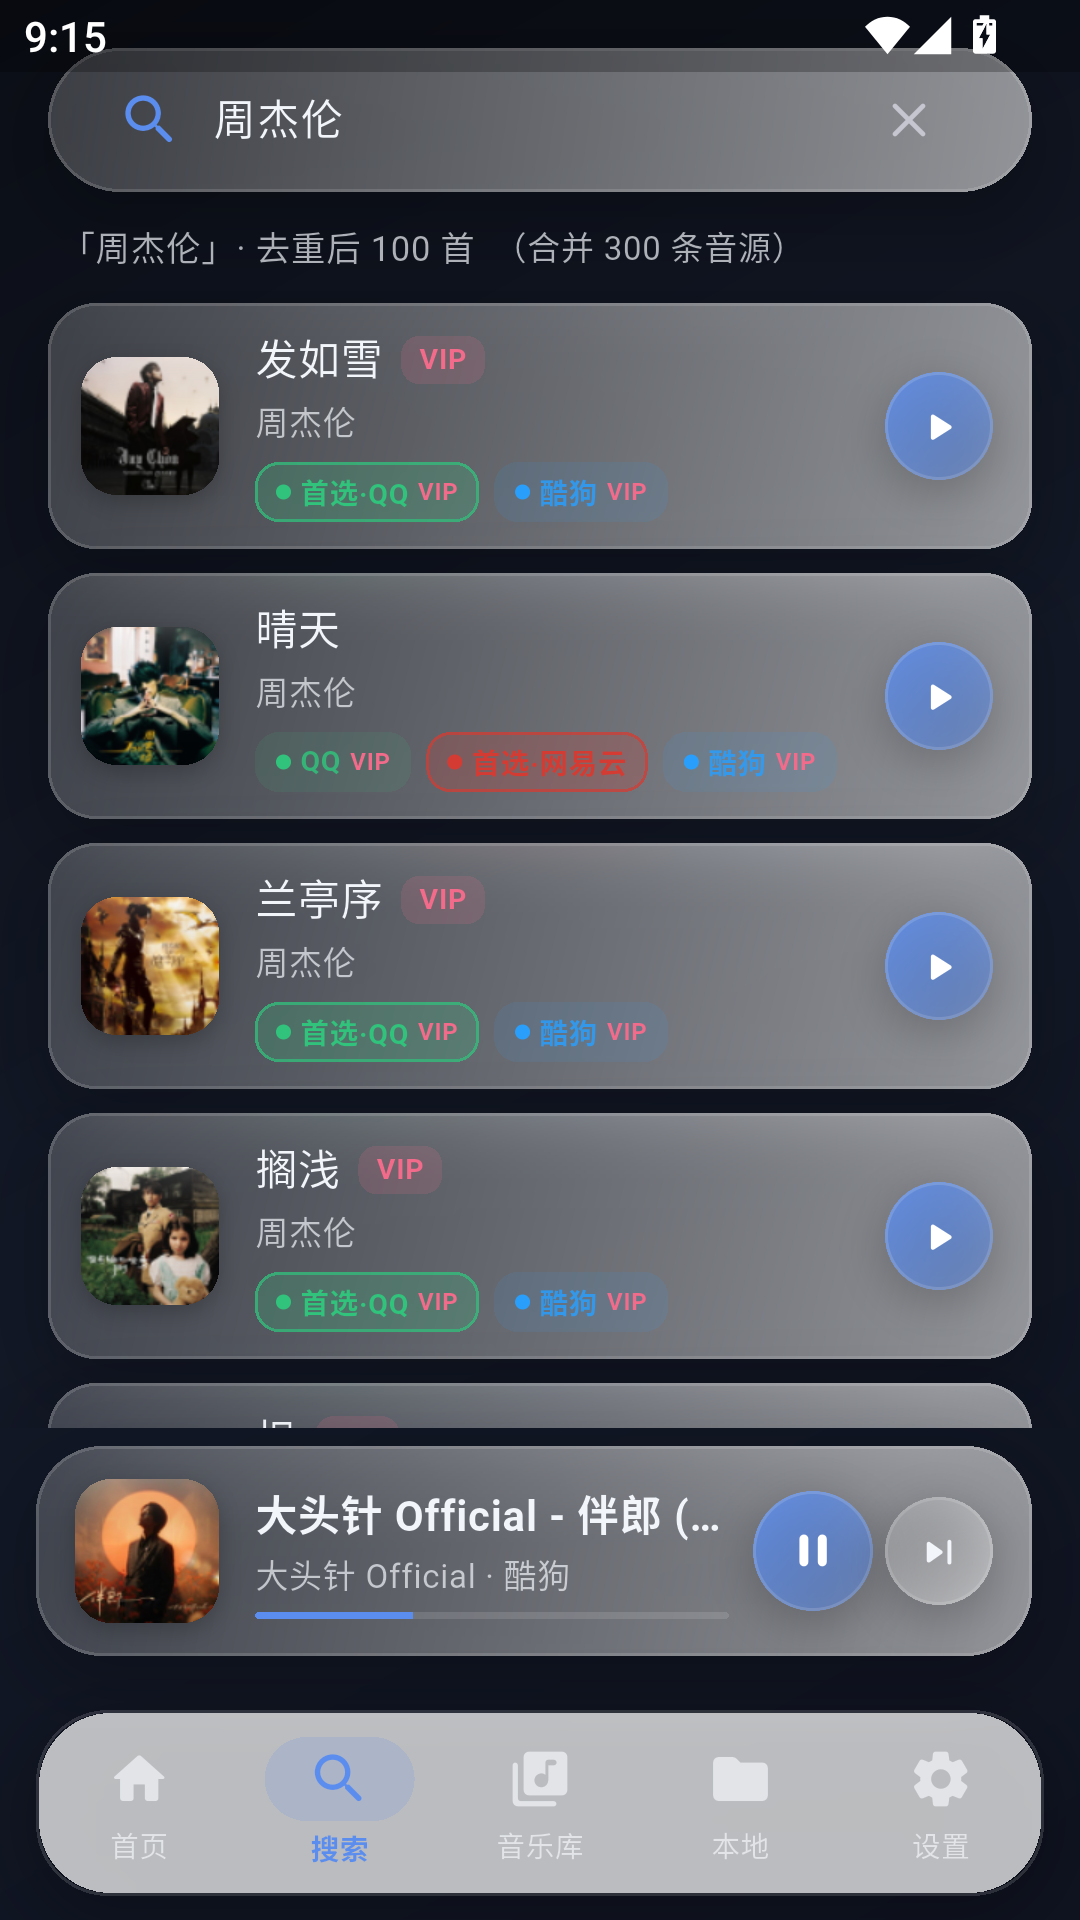 9:15
周杰伦
「周杰伦」· 去重后 100 首 （合并 300 条音源）
发如雪 VIP
周杰伦
首选·QQ VIP 酷狗 VIP
晴天
周杰伦
QQ VIP 首选·网易云 酷狗 VIP
兰亭序 VIP
周杰伦
首选·QQ VIP 酷狗 VIP
搁浅 VIP
周杰伦
首选·QQ VIP 酷狗 VIP
大头针 Official - 伴郎 (...
大头针 Official · 酷狗
首页 搜索 音乐库 本地 设置